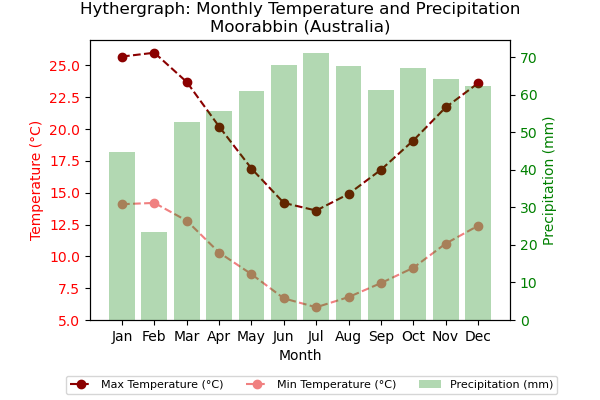 Hythergraph: Monthly Temperature and Precipitation
Moorabbin (Australia)
25.0
22.5
20.0
17.5
15.0
12.5
10.0
7.5
5.0
Temperature (°C)
70
60
50
40
30
20
10
0
Precipitation (mm)
Jan Feb Mar Apr May Jun Jul Aug Sep Oct Nov Dec
Month
Max Temperature (°C) Min Temperature (°C) Precipitation (mm)